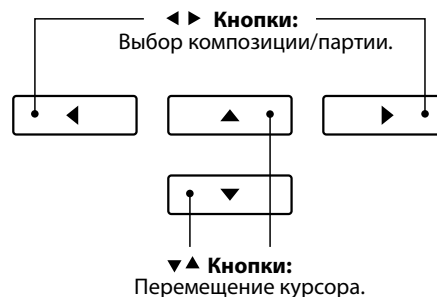 ◀ ▶ Кнопки:
Выбор композиции/партии.
◀
▲
▶
▼
▼▲ Кнопки:
Перемещение курсора.